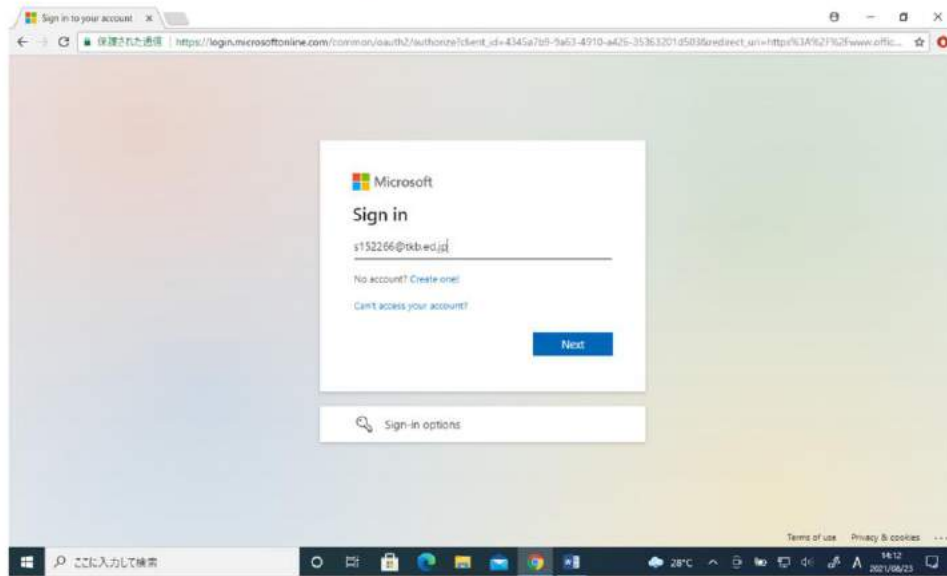 Sign in to your account
保護された通信 | https://login.microsoftonline.com/common/oauth2/authorize?client_id=4345a7b9-9a63-4910-a426-35363201d503&redirect_uri=https%3A%2F%2Fwww.offic...
Microsoft
Sign in
s152266@tkb.ed.jp
No account? Create one!
Can't access your account?
Next
Sign-in options
Terms of use Privacy & cookies ...
ここに入力して検索
28°C
A
14:12
2021/06/23